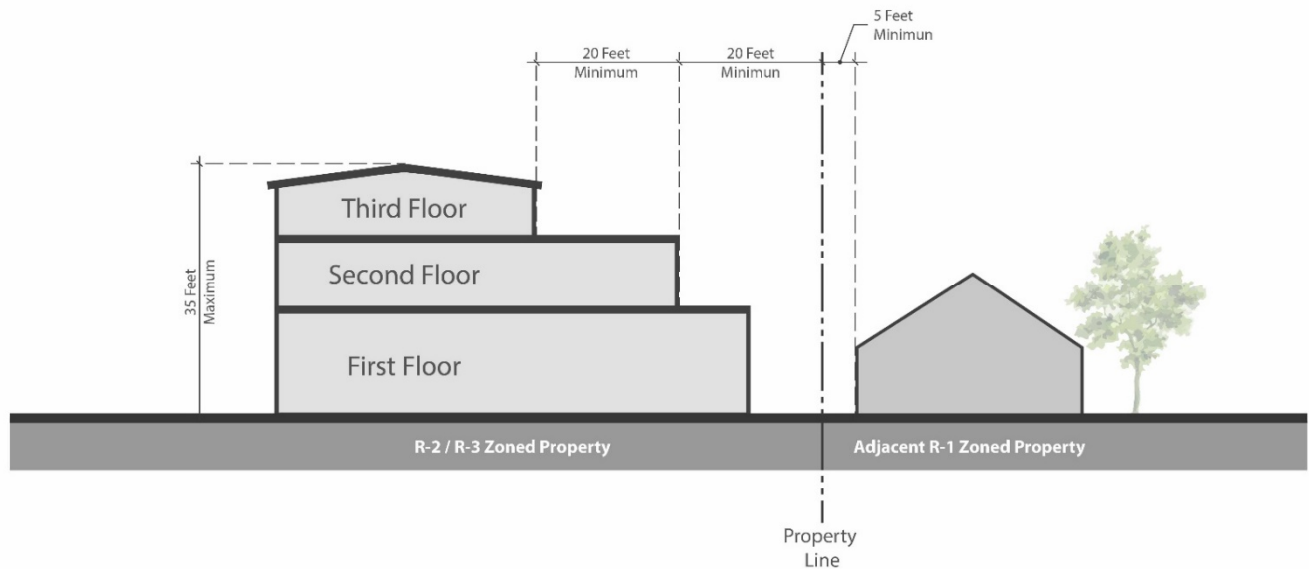 5 Feet
Minimun
20 Feet
Minimum
20 Feet
Minimun
35 Feet
Maximum
Third Floor
Second Floor
First Floor
R-2 / R-3 Zoned Property
Adjacent R-1 Zoned Property
Property
Line